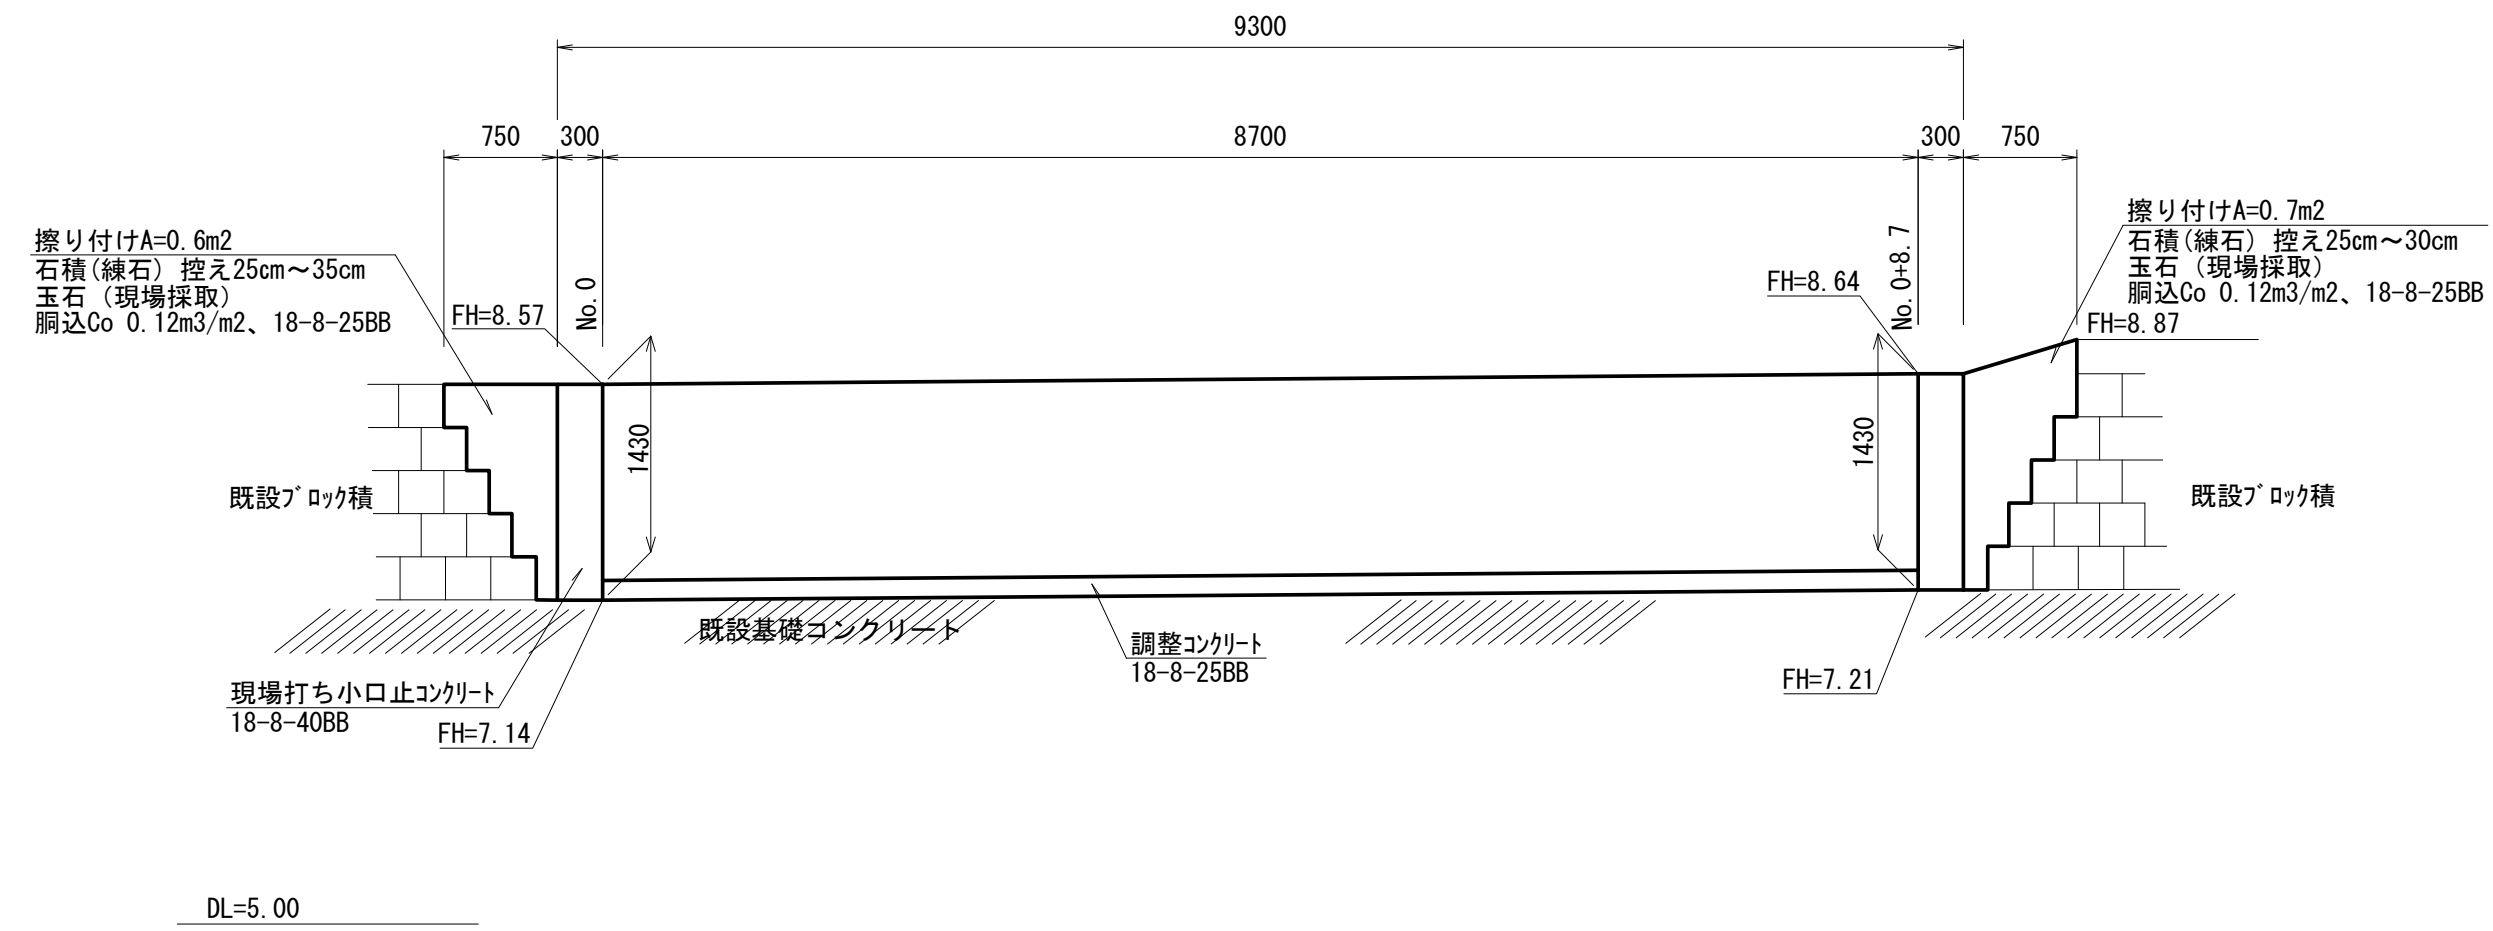 9300
750
300
8700
300
750
擦り付けA=0.6m2
石積(練石) 控え25cm～35cm
玉石 (現場採取)
胴込Co 0.12m3/m2、18-8-25BB
擦り付けA=0.7m2
石積(練石) 控え25cm～30cm
玉石 (現場採取)
胴込Co 0.12m3/m2、18-8-25BB
FH=8.57
No.0
FH=8.64
No.0+8.7
FH=8.87
1430
1430
既設ﾌﾞﾛｯｸ積
既設ﾌﾞﾛｯｸ積
既設基礎コンクリート
調整ｺﾝｸﾘｰﾄ
18-8-25BB
現場打ち小口止ｺﾝｸﾘｰﾄ
18-8-40BB
FH=7.14
FH=7.21
DL=5.00